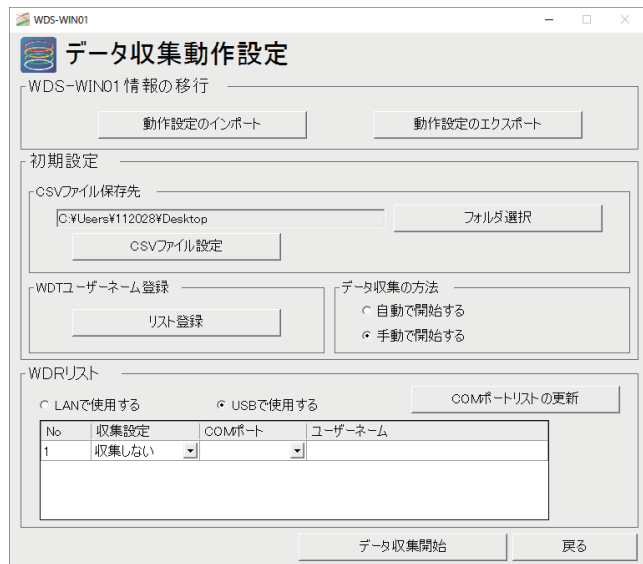 WDS-WIN01
データ収集動作設定
WDS-WIN01情報の移行
動作設定のインポート 動作設定のエクスポート
初期設定
CSVファイル保存先
C:¥Users¥112028¥Desktop フォルダ選択
CSVファイル設定
WDTユーザーネーム登録 データ収集の方法
自動で開始する
リスト登録
手動で開始する
WDRリスト
LANで使用する USBで使用する COMポートリストの更新
No 収集設定 COMポート ユーザーネーム
1 収集しない
データ収集開始 戻る